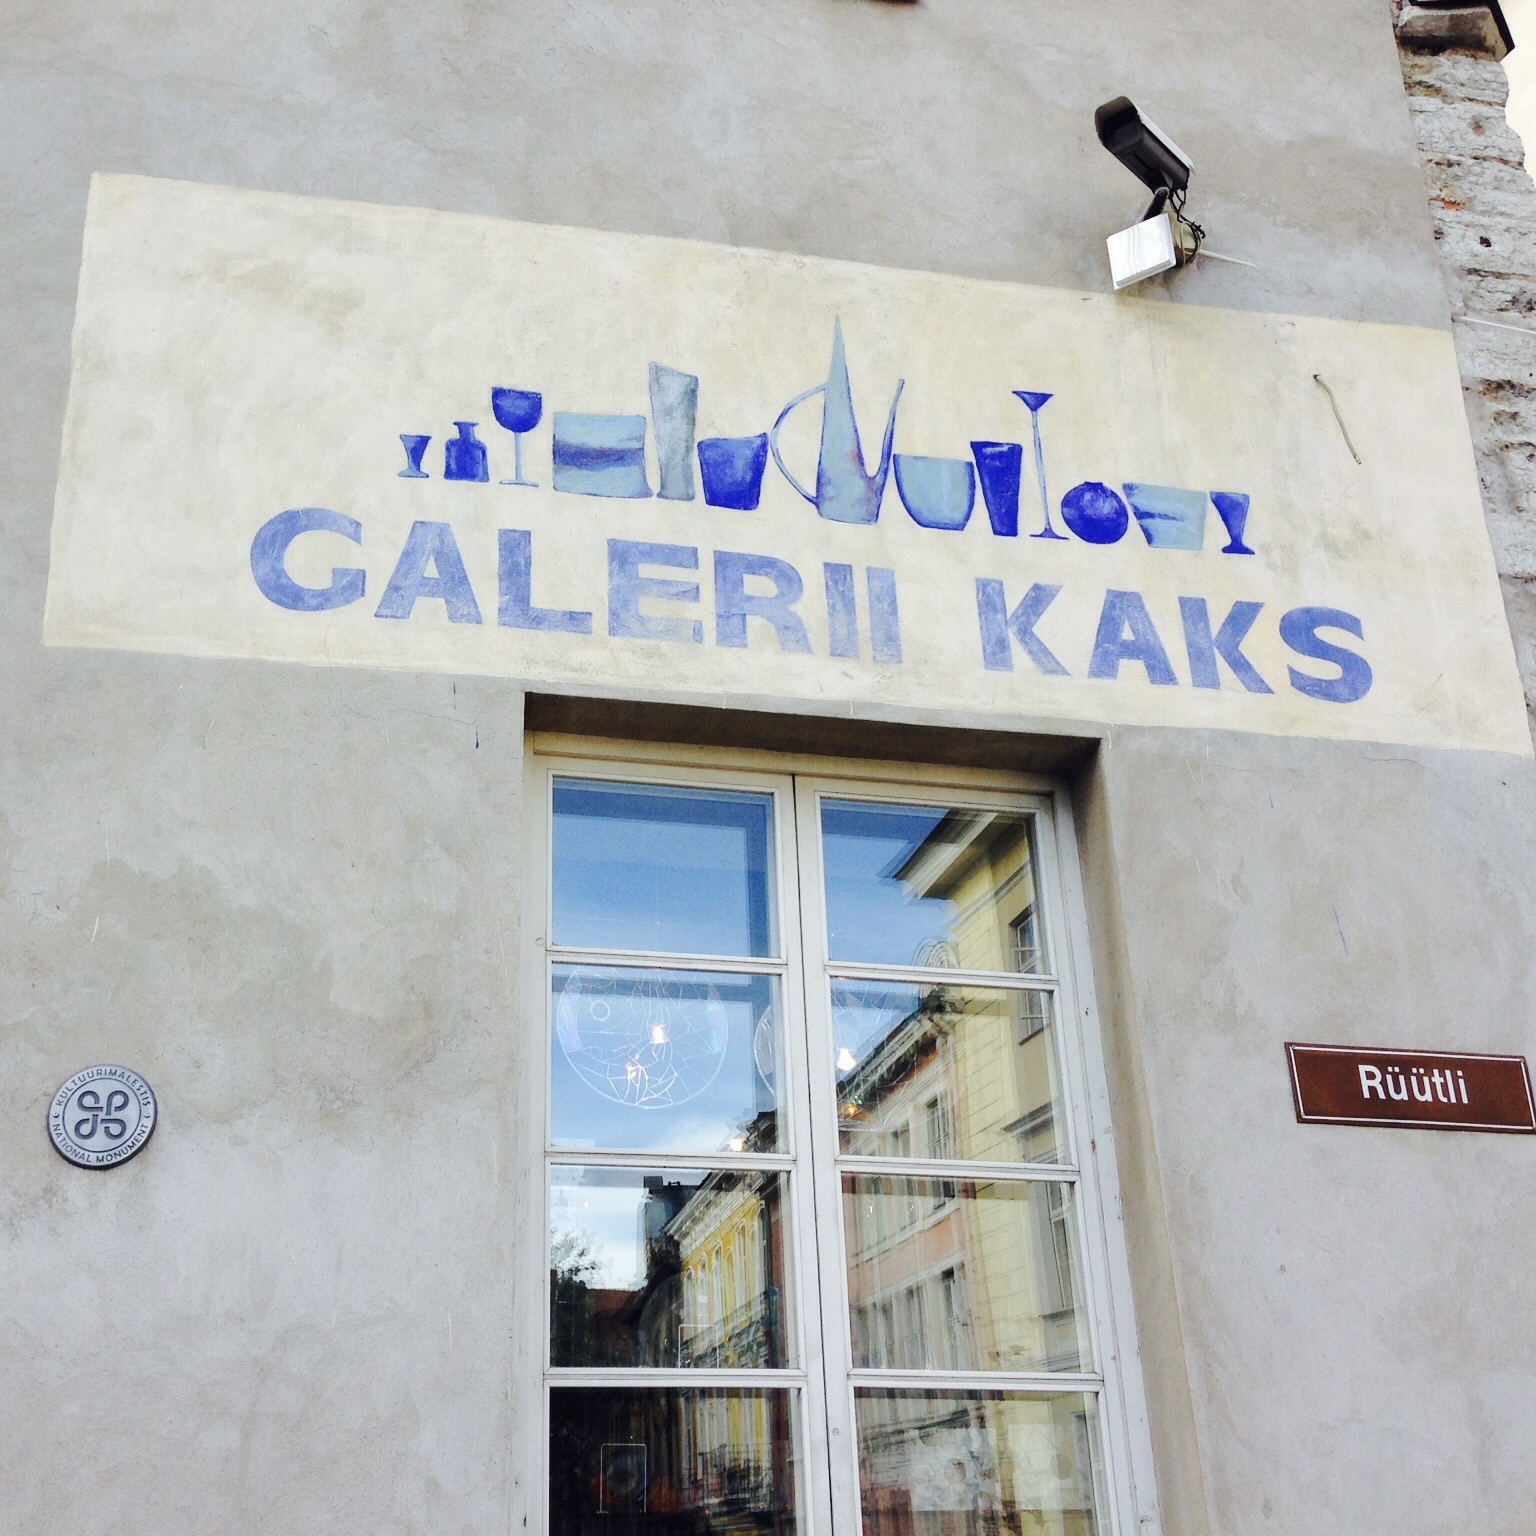 GALERII KAKS
KULTUURIMÄLESTIS
NATIONAL MONUMENT
Rüütli